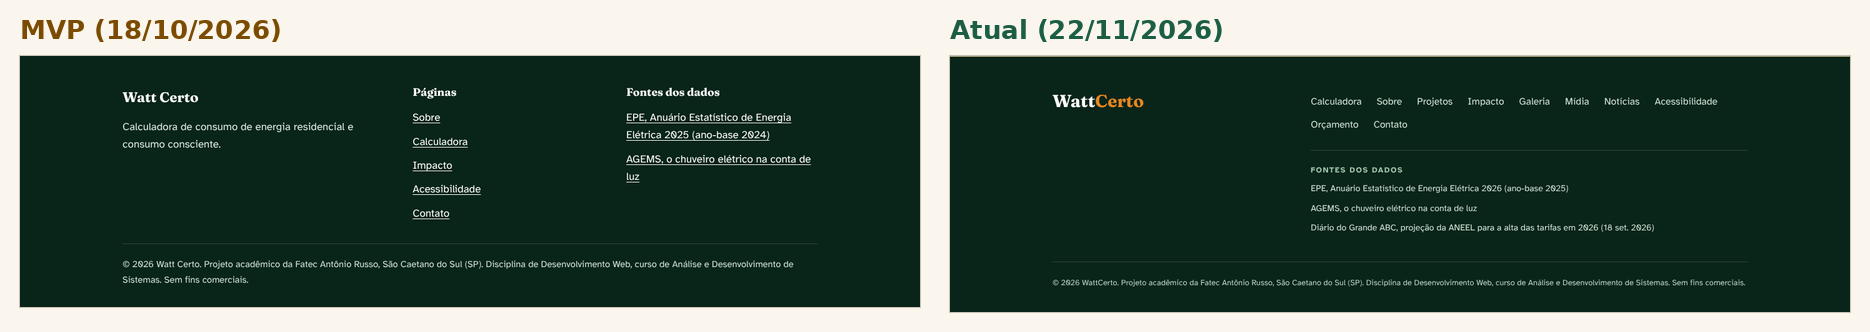 MVP (18/10/2026)
Watt Certo
Calculadora de consumo de energia residencial e
consumo consciente.
Páginas
Sobre
Calculadora
Impacto
Acessibilidade
Contato
Fontes dos dados
EPE, Anuário Estatístico de Energia
Elétrica 2025 (ano-base 2024)
AGEMS, o chuveiro elétrico na conta de
luz
© 2026 Watt Certo. Projeto acadêmico da Fatec Antônio Russo, São Caetano do Sul (SP). Disciplina de Desenvolvimento Web, curso de Análise e Desenvolvimento de
Sistemas. Sem fins comerciais.
Atual (22/11/2026)
WattCerto
Calculadora Sobre Projetos Impacto Galeria Mídia Notícias Acessibilidade
Orçamento Contato
FONTES DOS DADOS
EPE, Anuário Estatístico de Energia Elétrica 2026 (ano-base 2025)
AGEMS, o chuveiro elétrico na conta de luz
Diário do Grande ABC, projeção da ANEEL para a alta das tarifas em 2026 (18 set. 2026)
© 2026 WattCerto. Projeto acadêmico da Fatec Antônio Russo, São Caetano do Sul (SP). Disciplina de Desenvolvimento Web, curso de Análise e Desenvolvimento de Sistemas. Sem fins comerciais.